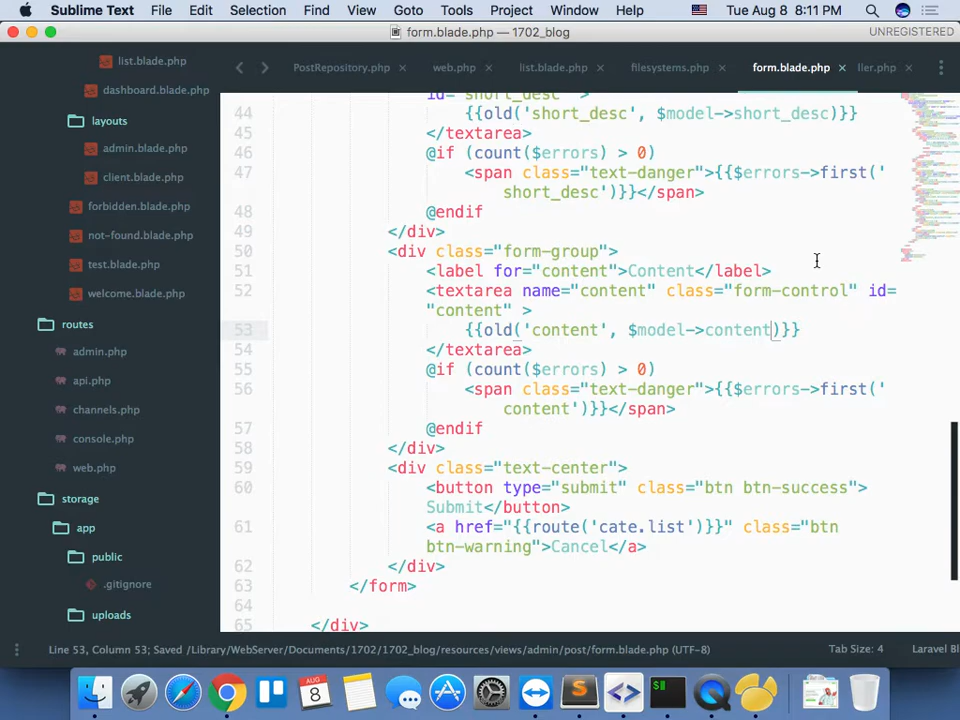 Sublime Text File Edit Selection Find View Goto Tools Project Window Help Tue Aug 8 8:11 PM
form.blade.php — 1702_blog UNREGISTERED
list.blade.php
dashboard.blade.php
layouts
admin.blade.php
client.blade.php
forbidden.blade.php
not-found.blade.php
test.blade.php
welcome.blade.php
routes
admin.php
api.php
channels.php
console.php
web.php
storage
app
public
.gitignore
uploads
PostRepository.php × web.php × list.blade.php × filesystems.php × form.blade.php × ller.php ×
id="short_desc" >
44 {{old('short_desc', $model->short_desc)}}
45 </textarea>
46 @if (count($errors) > 0)
47 <span class="text-danger">{{$errors->first('
short_desc')}}</span>
48 @endif
49 </div>
50 <div class="form-group">
51 <label for="content">Content</label>
52 <textarea name="content" class="form-control" id=
"content" >
53 {{old('content', $model->content)}}
54 </textarea>
55 @if (count($errors) > 0)
56 <span class="text-danger">{{$errors->first('
content')}}</span>
57 @endif
58 </div>
59 <div class="text-center">
60 <button type="submit" class="btn btn-success">
Submit</button>
61 <a href="{{route('cate.list')}}" class="btn
btn-warning">Cancel</a>
62 </div>
63 </form>
64
65 </div>
Line 53, Column 53; Saved /Library/WebServer/Documents/1702/1702_blog/resources/views/admin/post/form.blade.php (UTF-8) Tab Size: 4 Laravel Bl
AUG
8